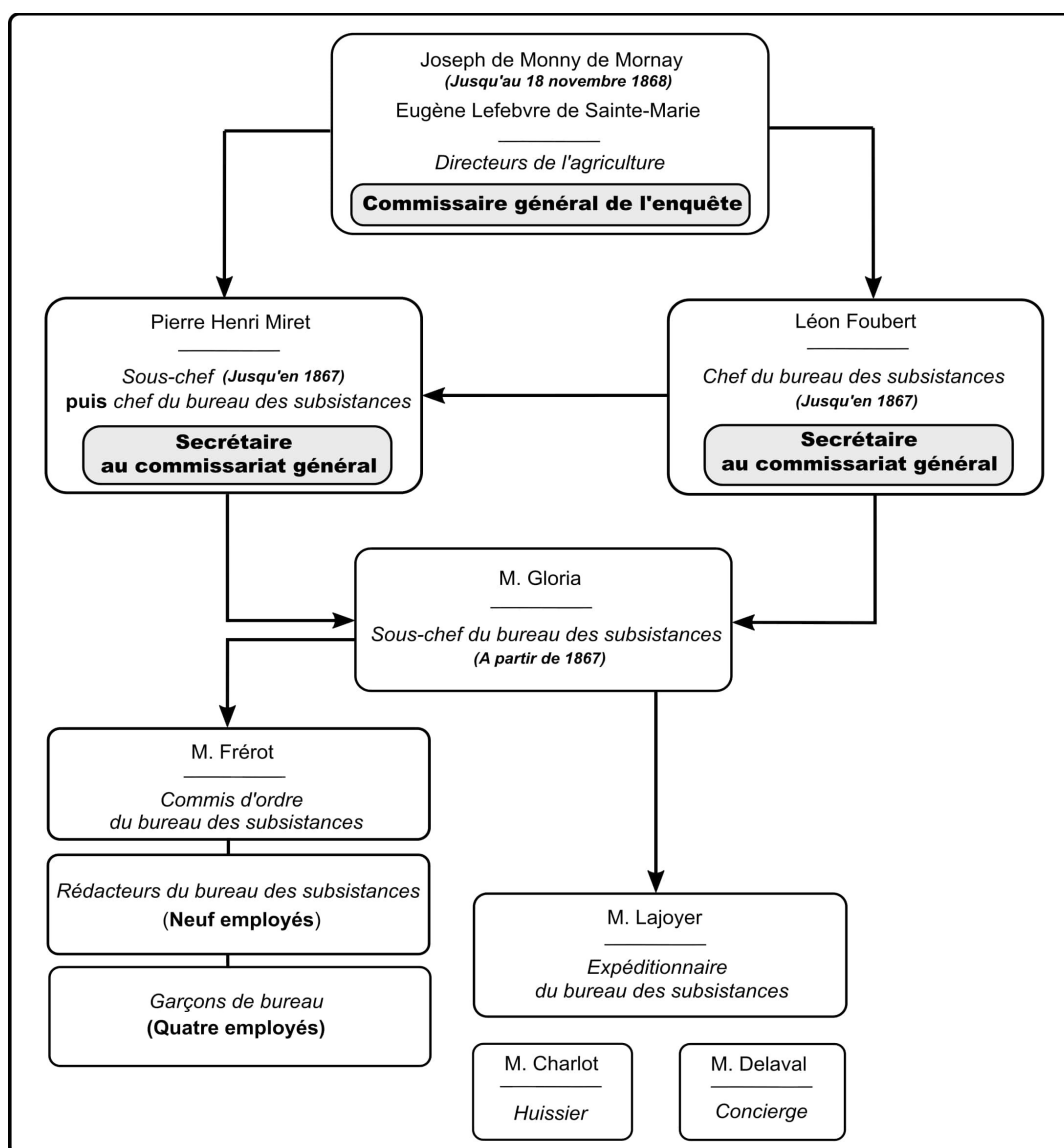 Joseph de Monny de Mornay
(Jusqu'au 18 novembre 1868)
Eugène Lefebvre de Sainte-Marie
Directeurs de l'agriculture
Commissaire général de l'enquête
Pierre Henri Miret
Sous-chef (Jusqu'en 1867)
puis chef du bureau des subsistances
Secrétaire
au commissariat général
Léon Foubert
Chef du bureau des subsistances
(Jusqu'en 1867)
Secrétaire
au commissariat général
M. Gloria
Sous-chef du bureau des subsistances
(A partir de 1867)
M. Frérot
Commis d'ordre
du bureau des subsistances
Rédacteurs du bureau des subsistances
(Neuf employés)
Garçons de bureau
(Quatre employés)
M. Lajoyer
Expéditionnaire
du bureau des subsistances
M. Charlot
Huissier
M. Delaval
Concierge